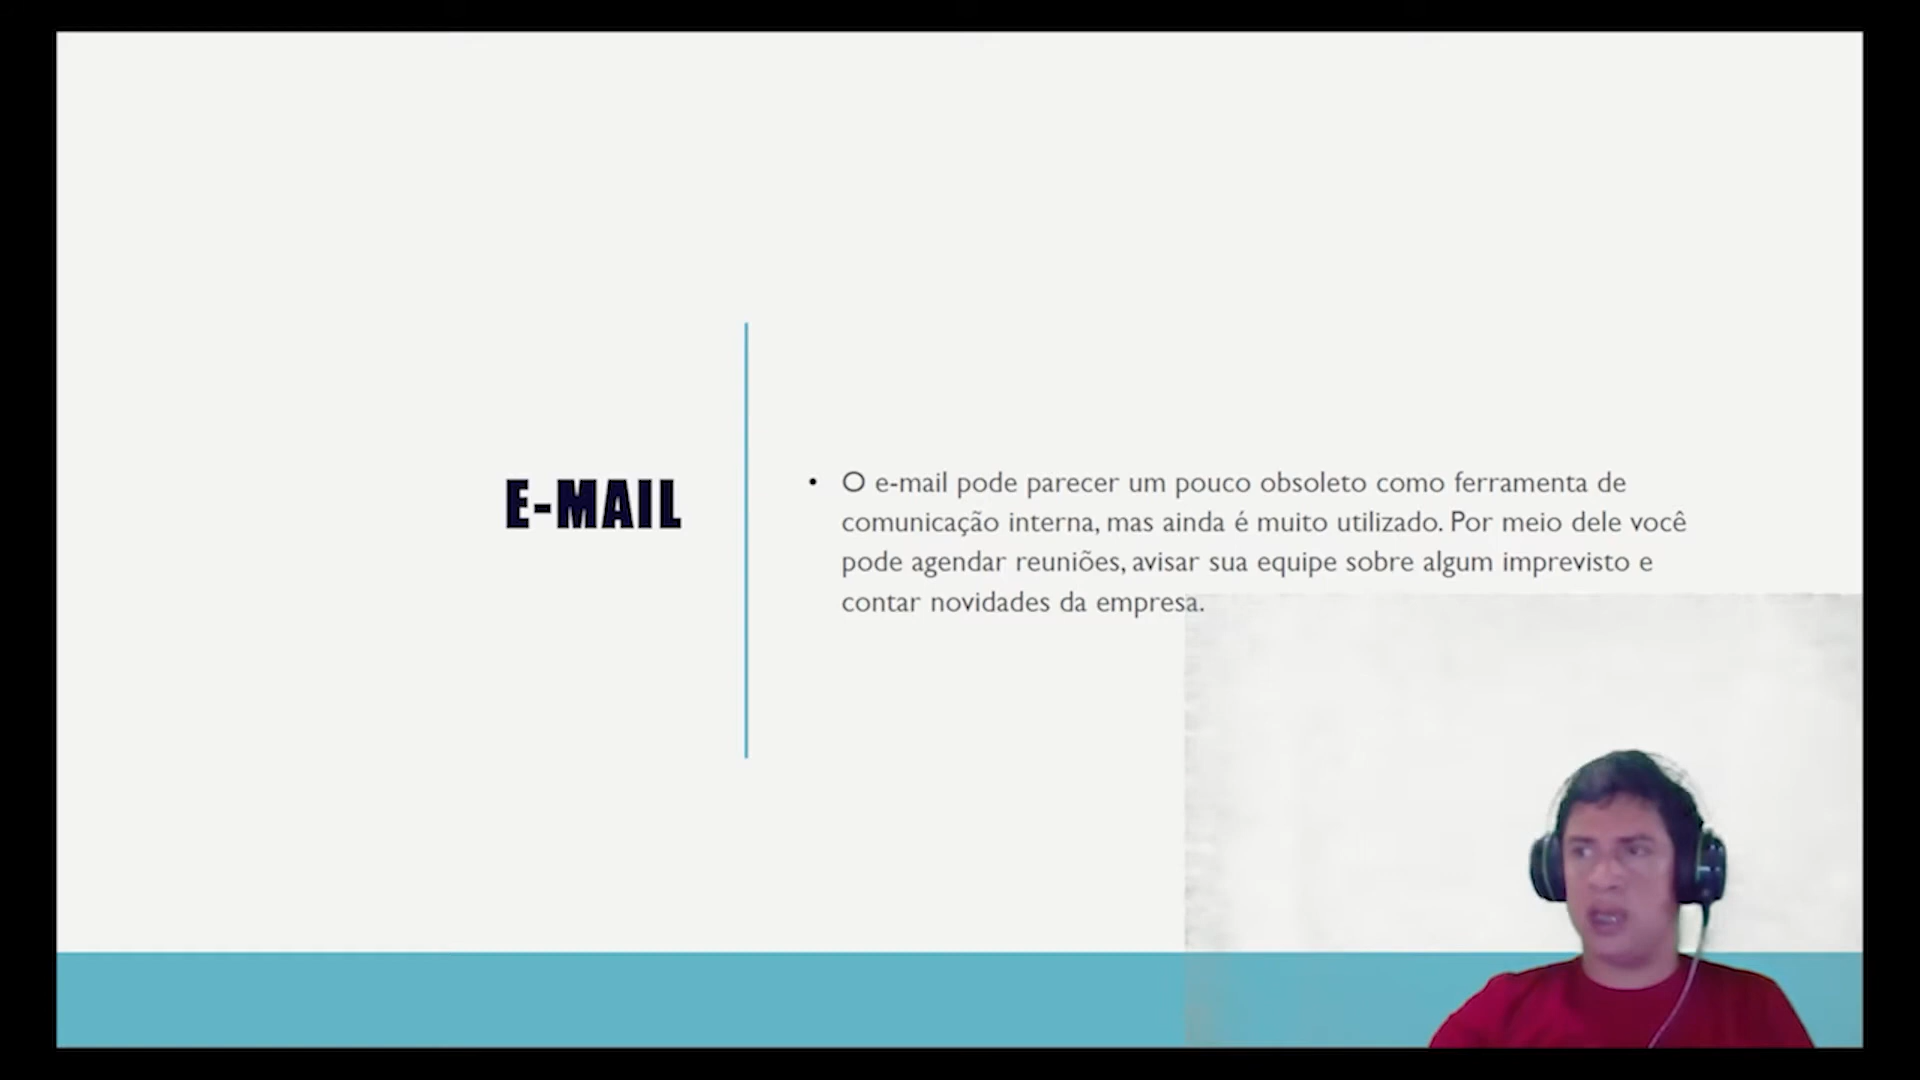 E-MAIL
• O e-mail pode parecer um pouco obsoleto como ferramenta de
comunicação interna, mas ainda é muito utilizado. Por meio dele você
pode agendar reuniões, avisar sua equipe sobre algum imprevisto e
contar novidades da empresa.